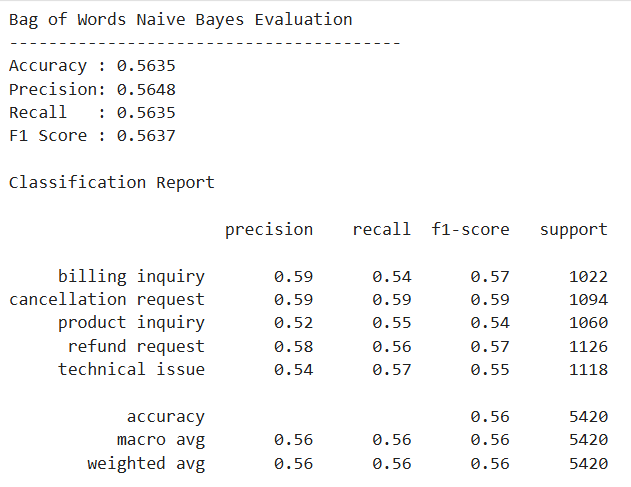 Bag of Words Naive Bayes Evaluation
----------------------------------------
Accuracy : 0.5635
Precision: 0.5648
Recall   : 0.5635
F1 Score : 0.5637

Classification Report

                      precision    recall  f1-score   support

     billing inquiry       0.59      0.54      0.57      1022
cancellation request       0.59      0.59      0.59      1094
     product inquiry       0.52      0.55      0.54      1060
      refund request       0.58      0.56      0.57      1126
     technical issue       0.54      0.57      0.55      1118

            accuracy                           0.56      5420
           macro avg       0.56      0.56      0.56      5420
        weighted avg       0.56      0.56      0.56      5420